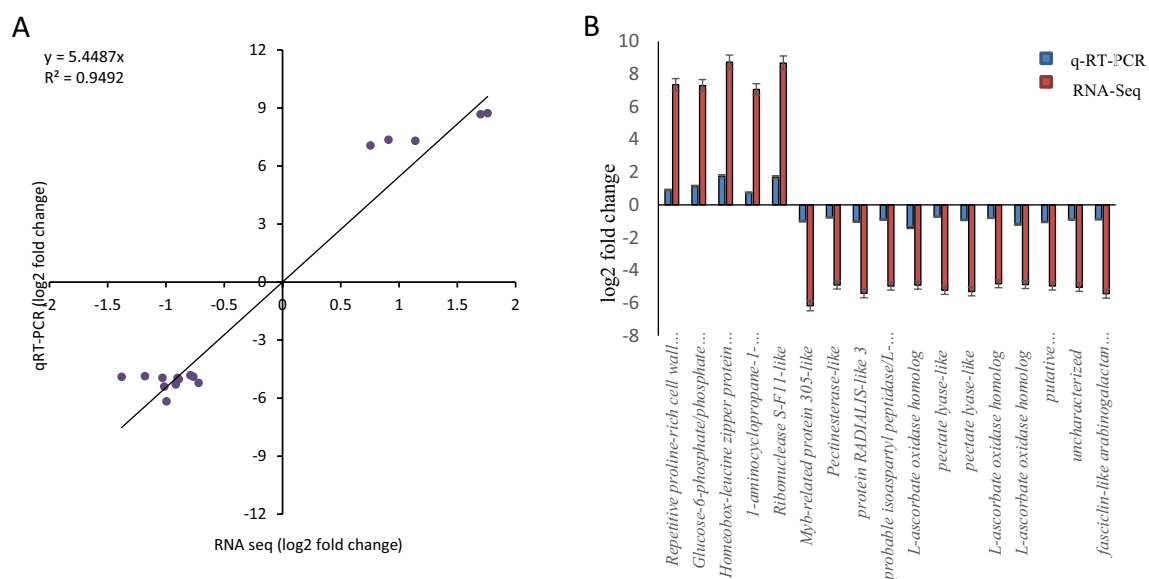 A
y = 5.4487x
R² = 0.9492
qRT-PCR (log2 fold change)
12
9
6
3
0
-3
-6
-9
-12
-2
-1.5
-1
-0.5
0
0.5
1
1.5
2
RNA seq (log2 fold change)
B
q-RT-PCR
RNA-Seq
log2 fold change
10
8
6
4
2
0
-2
-4
-6
-8
Repetitive proline-rich cell wall…
Glucose-6-phosphate/phosphate…
Homeobox-leucine zipper protein…
1-aminocyclopropane-1-…
Ribonuclease S-F11-like
Myb-related protein 305-like
Pectinesterase-like
protein RADIALIS-like 3
probable isoaspartyl peptidase/L-…
L-ascorbate oxidase homolog
pectate lyase-like
pectate lyase-like
L-ascorbate oxidase homolog
L-ascorbate oxidase homolog
putative…
uncharacterized
fasciclin-like arabinogalactan…